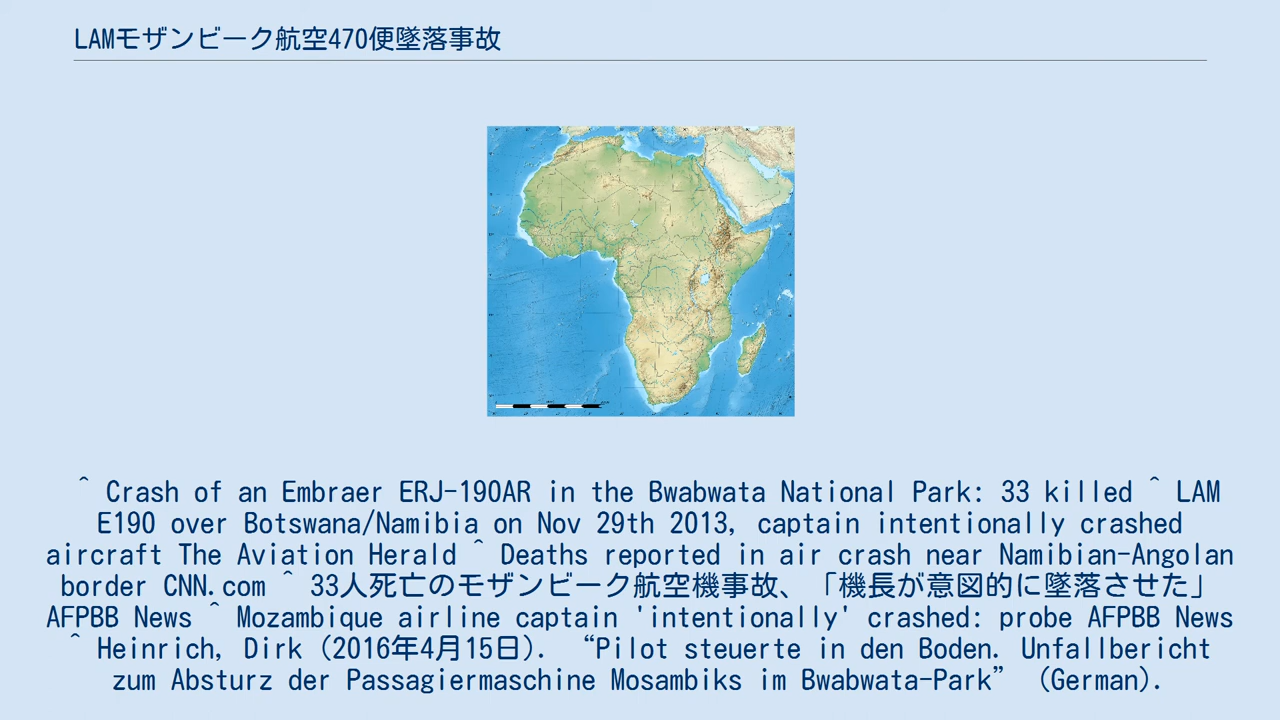 LAMモザンビーク航空470便墜落事故
^ Crash of an Embraer ERJ-190AR in the Bwabwata National Park: 33 killed ^ LAM
E190 over Botswana/Namibia on Nov 29th 2013, captain intentionally crashed
aircraft The Aviation Herald ^ Deaths reported in air crash near Namibian-Angolan
border CNN.com ^ 33人死亡のモザンビーク航空機事故、「機長が意図的に墜落させた」
AFPBB News ^ Mozambique airline captain 'intentionally' crashed: probe AFPBB News
^ Heinrich, Dirk (2016年4月15日). “Pilot steuerte in den Boden. Unfallbericht
zum Absturz der Passagiermaschine Mosambiks im Bwabwata-Park” (German).